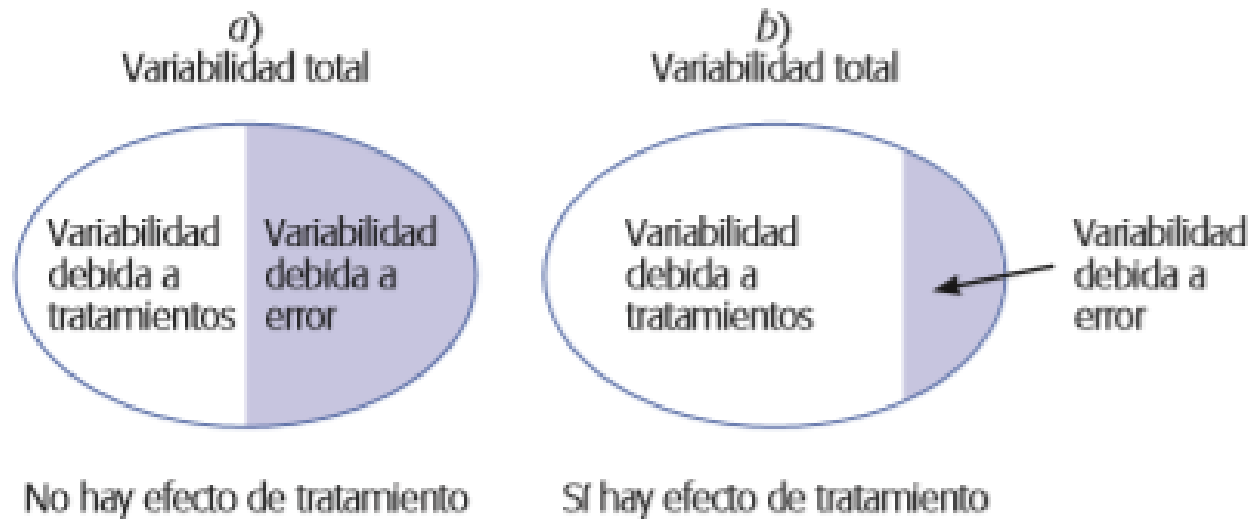 a)
Variabilidad total
Variabilidad
debida a
tratamientos
Variabilidad
debida a
error
No hay efecto de tratamiento
b)
Variabilidad total
Variabilidad
debida a
tratamientos
Variabilidad
debida a
error
Sí hay efecto de tratamiento